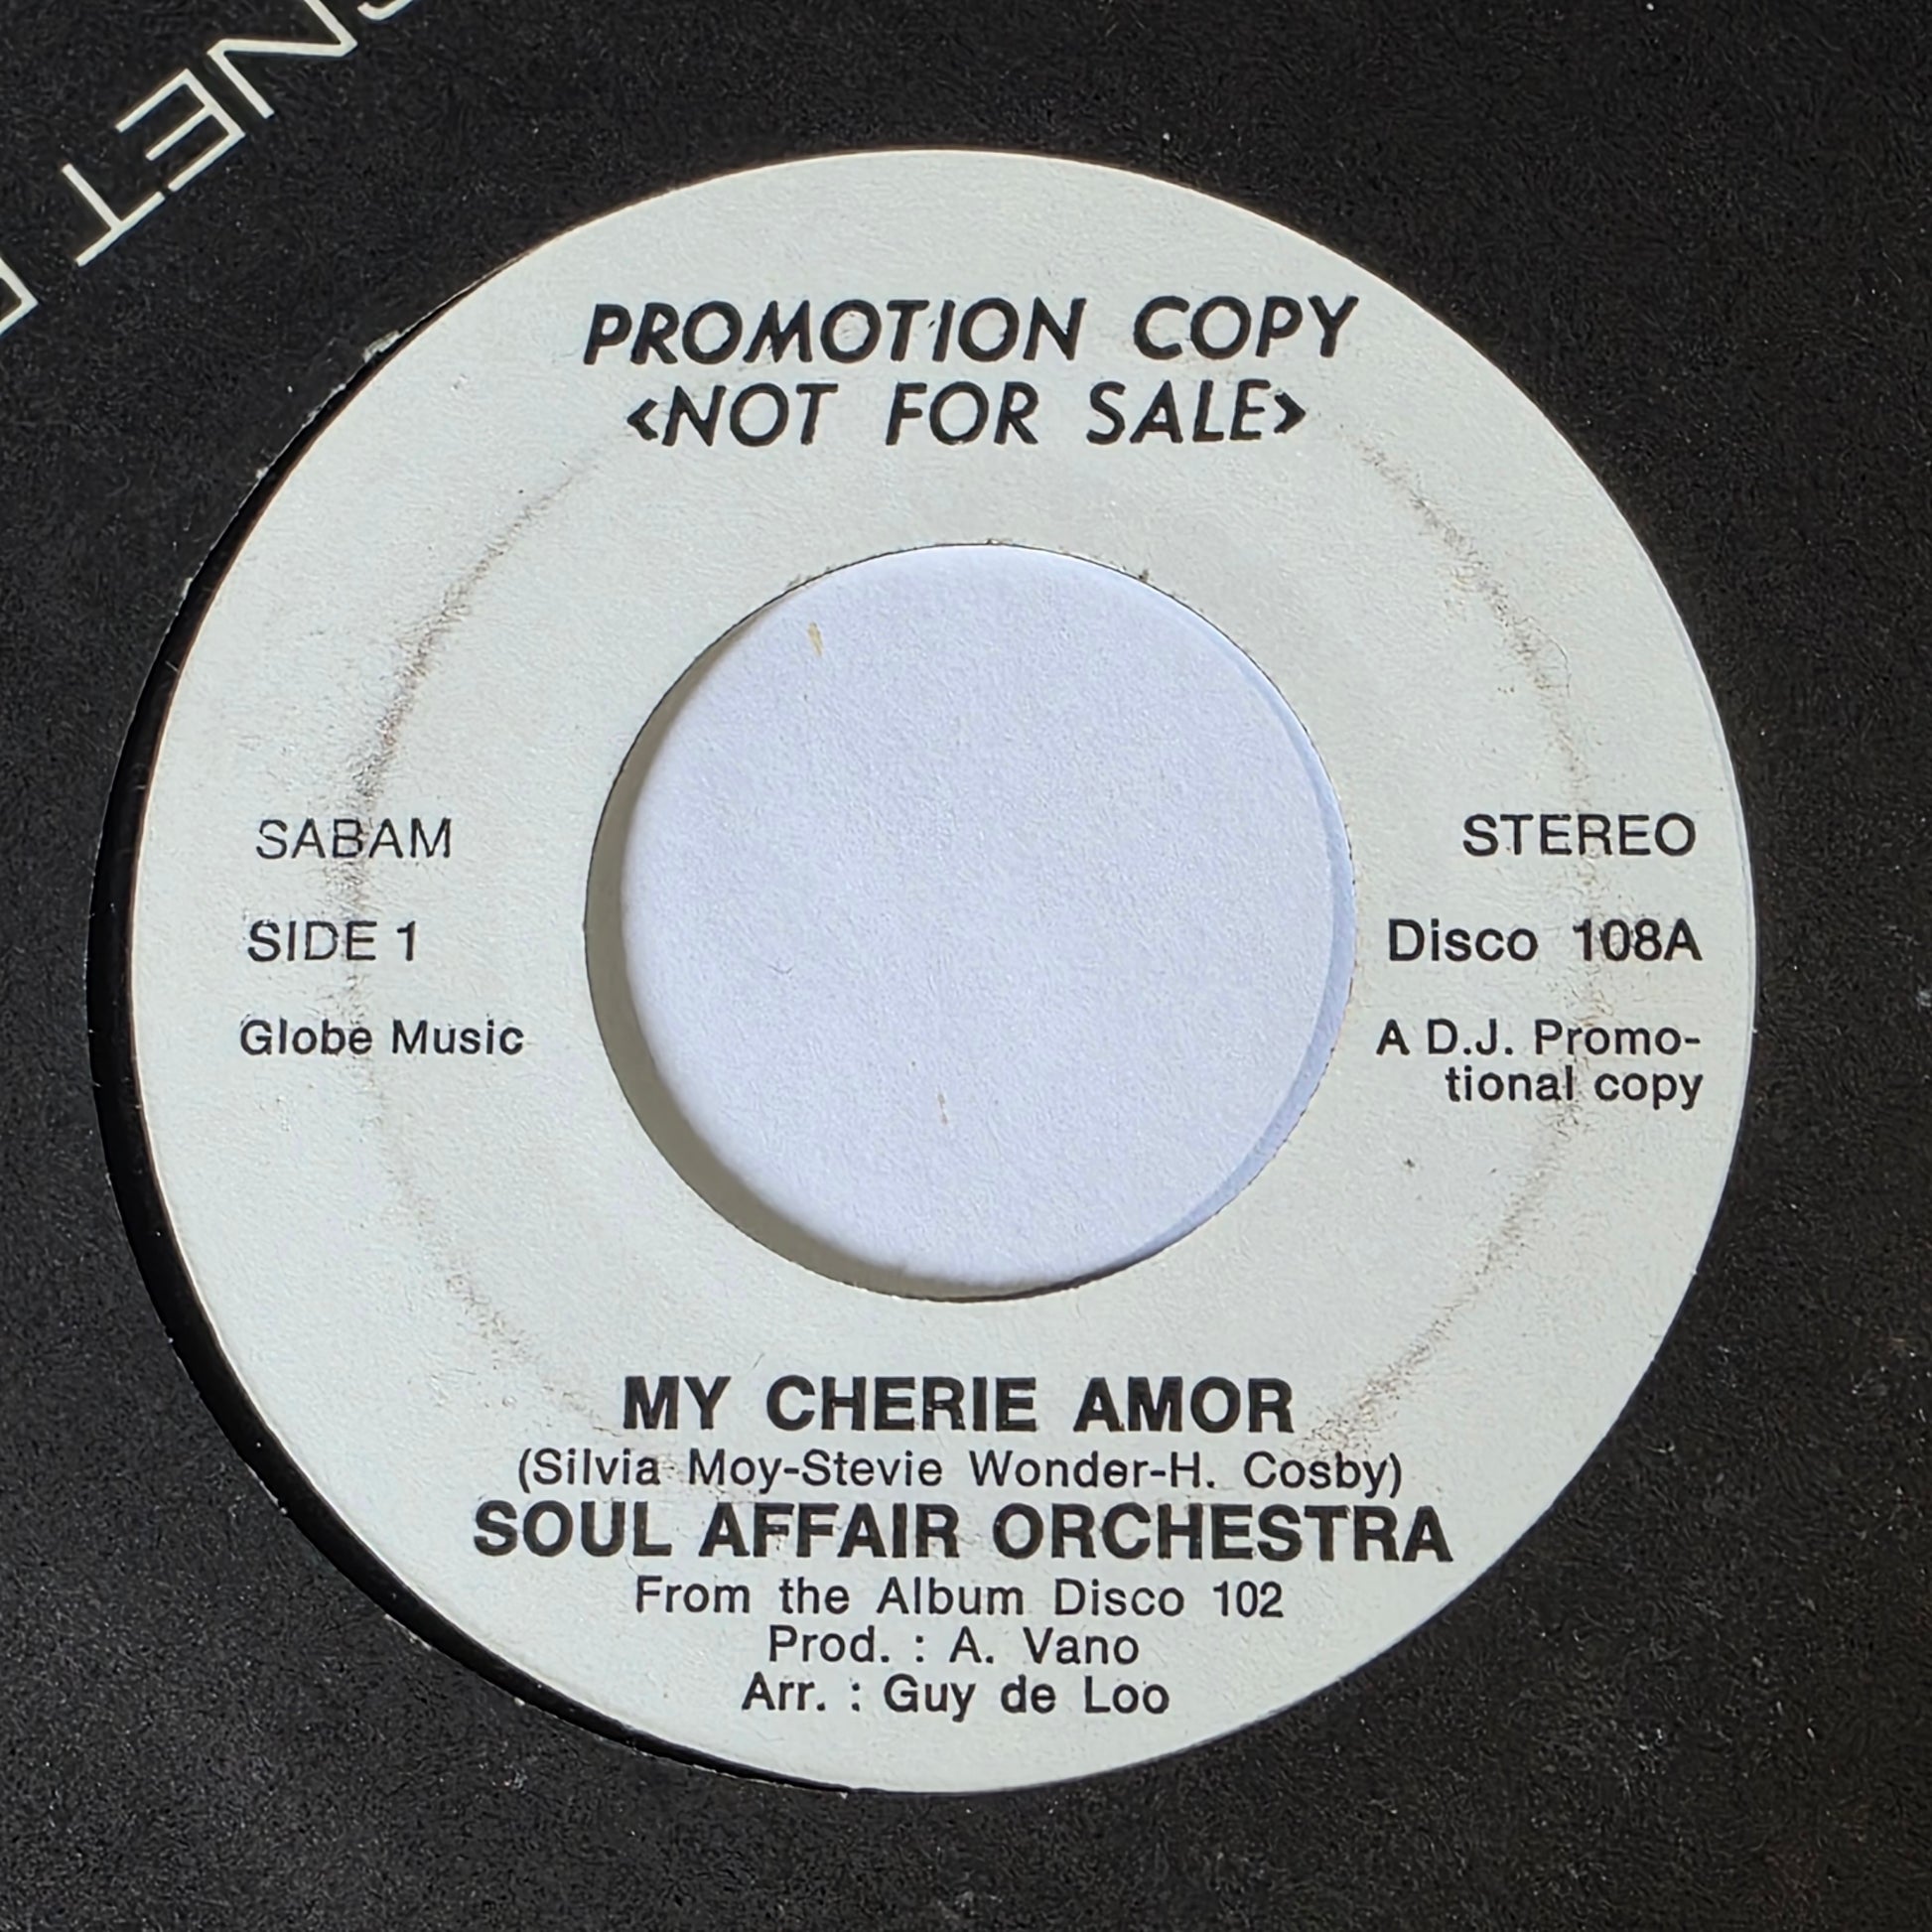 PROMOTION COPY
<NOT FOR SALE>
SABAM
SIDE 1
Globe Music
STEREO
Disco 108A
A D.J. Promo-
tional copy
MY CHERIE AMOR
(Silvia Moy-Stevie Wonder-H. Cosby)
SOUL AFFAIR ORCHESTRA
From the Album Disco 102
Prod. : A. Vano
Arr. : Guy de Loo